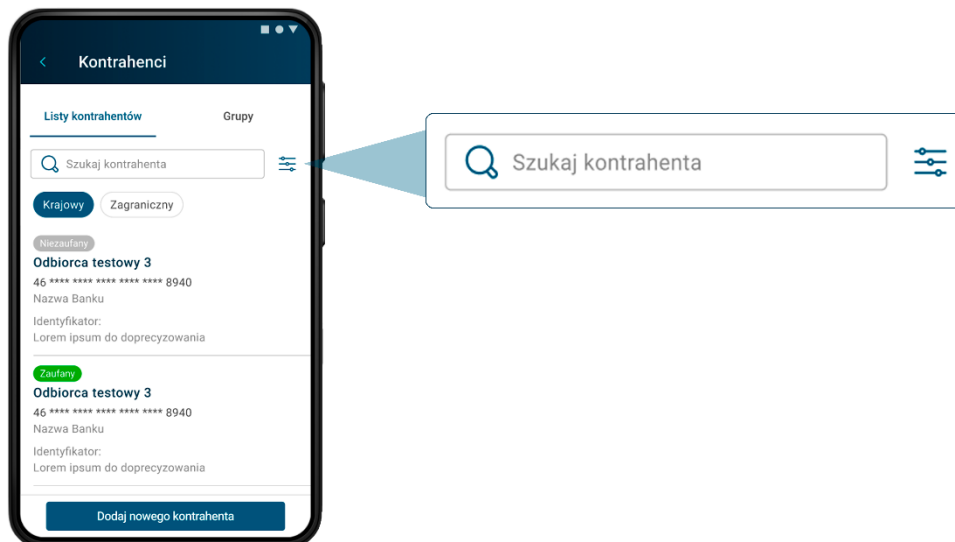 Kontrahenci
Listy kontrahentów Grupy
Szukaj kontrahenta
Krajowy Zagraniczny
Niezaufany
Odbiorca testowy 3
46 **** **** **** **** **** 8940
Nazwa Banku
Identyfikator:
Lorem ipsum do doprecyzowania
Zaufany
Odbiorca testowy 3
46 **** **** **** **** **** 8940
Nazwa Banku
Identyfikator:
Lorem ipsum do doprecyzowania
Dodaj nowego kontrahenta
Szukaj kontrahenta